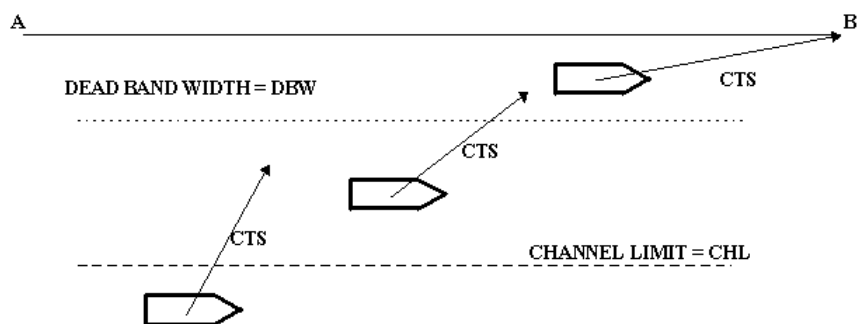 A
B
CTS
DEAD BAND WIDTH = DBW
CTS
CTS
CHANNEL LIMIT = CHL